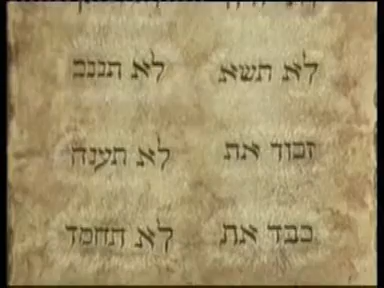 לא תשא
זכור את
כבד את
לא תגנב
לא תענה
לא תחמד